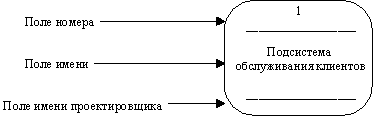 1
Поле номера
Подсистема
Поле имени
обслуживания клиентов
Поле имени проектировщика